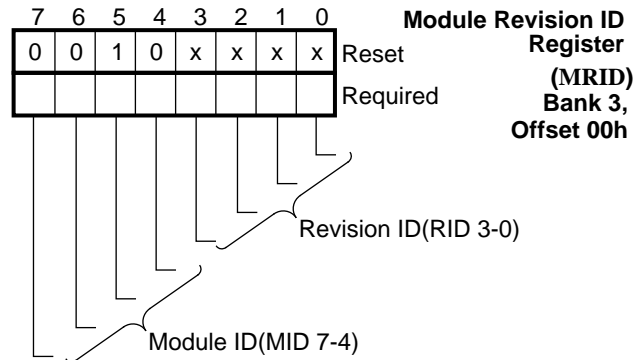 7 6 5 4 3 2 1 0
Module Revision ID
Register
(MRID)
Bank 3,
Offset 00h
0 0 1 0 x x x x Reset
Required
Revision ID(RID 3-0)
Module ID(MID 7-4)